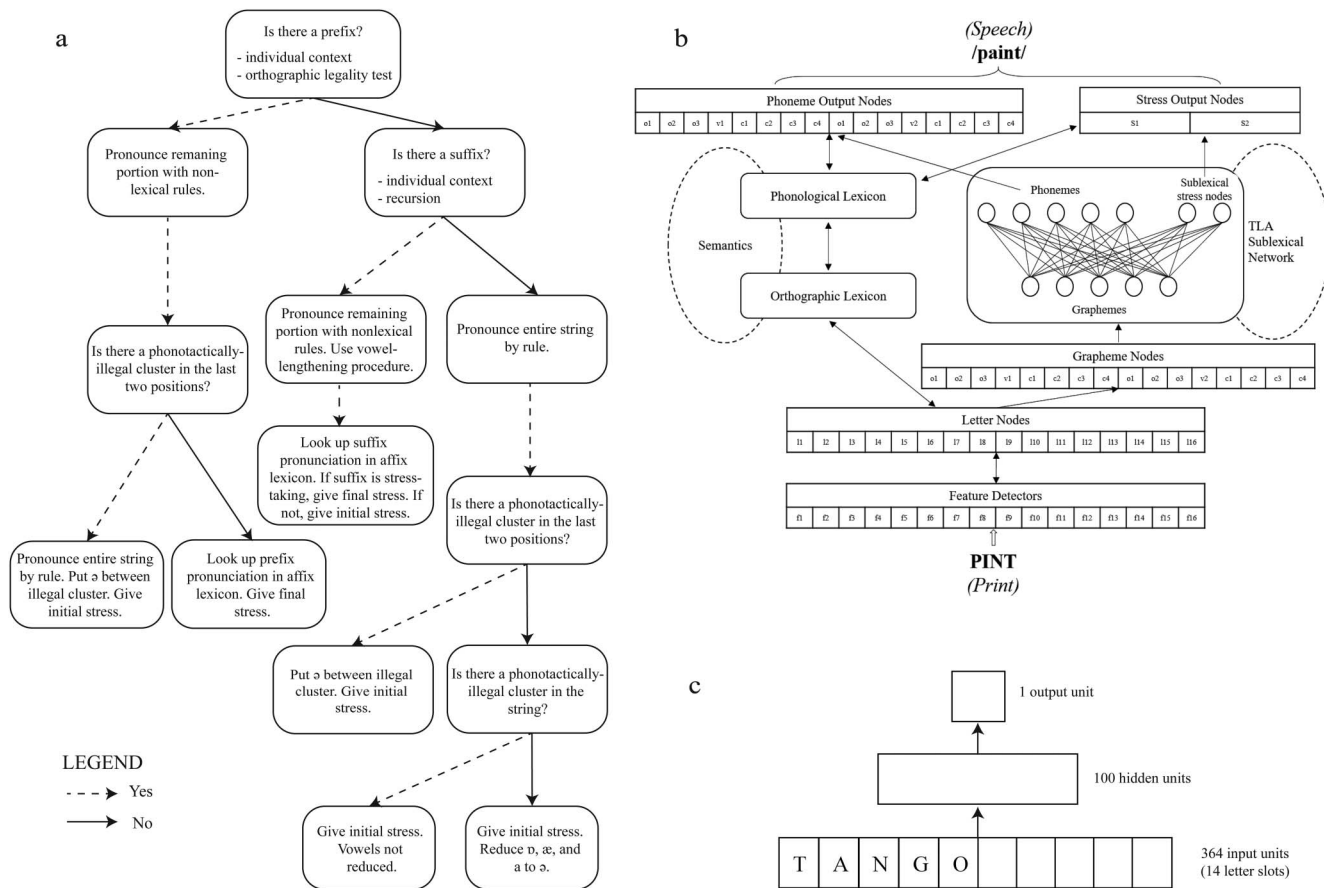 a
Is there a prefix?
- individual context
- orthographic legality test
Pronounce remaning
portion with non-
lexical rules.
Is there a suffix?
- individual context
- recursion
Is there a phonotactically-
illegal cluster in the last
two positions?
Pronounce remaining
portion with nonlexical
rules. Use vowel-
lengthening procedure.
Pronounce entire
string by rule.
Look up suffix
pronunciation in affix
lexicon. If suffix is stress-
taking, give final stress. If
not, give initial stress.
Is there a phonotactically-
illegal cluster in the last
two positions?
Pronounce entire string
by rule. Put ə between
illegal cluster. Give
initial stress.
Look up prefix
pronunciation in affix
lexicon. Give final
stress.
Put ə between illegal
cluster. Give initial
stress.
Is there a phonotactically-
illegal cluster in the
string?
Give initial stress.
Vowels not
reduced.
Give initial stress.
Reduce ɒ, æ, and
a to ə.
LEGEND
Yes
No
b
(Speech)
/paint/
Phoneme Output Nodes
o1 o2 o3 v1 c1 c2 c3 c4 o1 o2 o3 v2 c1 c2 c3 c4
Stress Output Nodes
S1 S2
Semantics
Phonological Lexicon
Orthographic Lexicon
Phonemes
Sublexical
stress nodes
Graphemes
TLA
Sublexical
Network
Grapheme Nodes
o1 o2 o3 v1 c1 c2 c3 c4 o1 o2 o3 v2 c1 c2 c3 c4
Letter Nodes
l1 l2 l3 l4 l5 l6 l7 l8 l9 l10 l11 l12 l13 l14 l15 l16
Feature Detectors
f1 f2 f3 f4 f5 f6 f7 f8 f9 f10 f11 f12 f13 f14 f15 f16
PINT
(Print)
c
1 output unit
100 hidden units
T A N G O
364 input units
(14 letter slots)